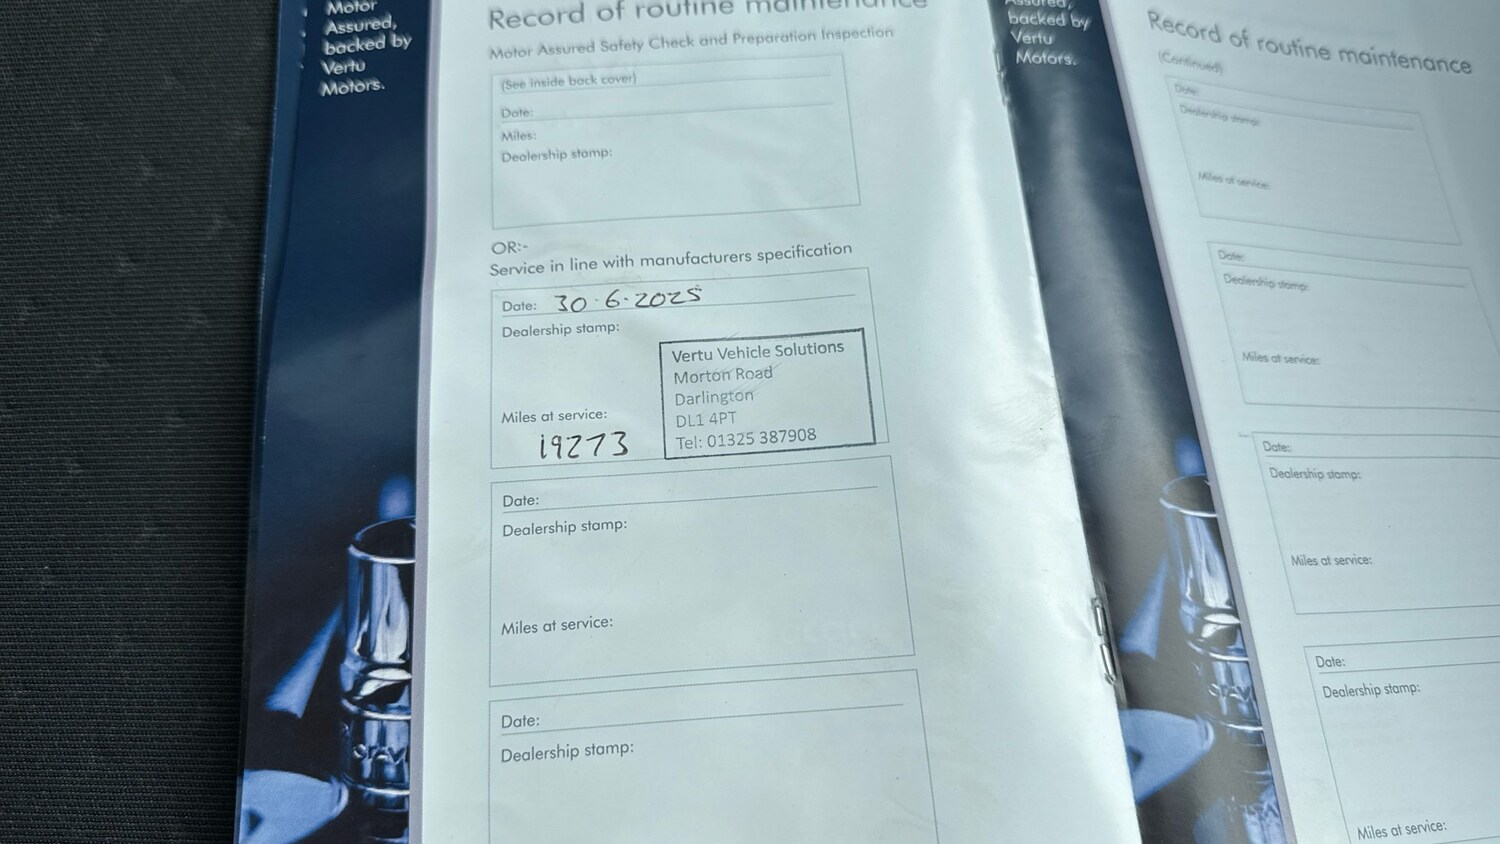 Motor
Assured,
backed by
Vertu
Motors.
Record of routine maintenance
Motor Assured Safety Check and Preparation Inspection
(See inside back cover)
Date:
Miles:
Dealership stamp:
OR:-
Service in line with manufacturers specification
Date: 30·6·2025
Dealership stamp:
Vertu Vehicle Solutions
Morton Road
Darlington
DL1 4PT
Tel: 01325 387908
Miles at service:
19273
Date:
Dealership stamp:
Miles at service:
Date:
Dealership stamp:
Assured,
backed by
Vertu
Motors.
Record of routine maintenance
(Continued)
Date:
Dealership stamp:
Miles at service:
Date:
Dealership stamp:
Miles at service:
Date:
Dealership stamp:
Miles at service:
Date:
Dealership stamp:
Miles at service: